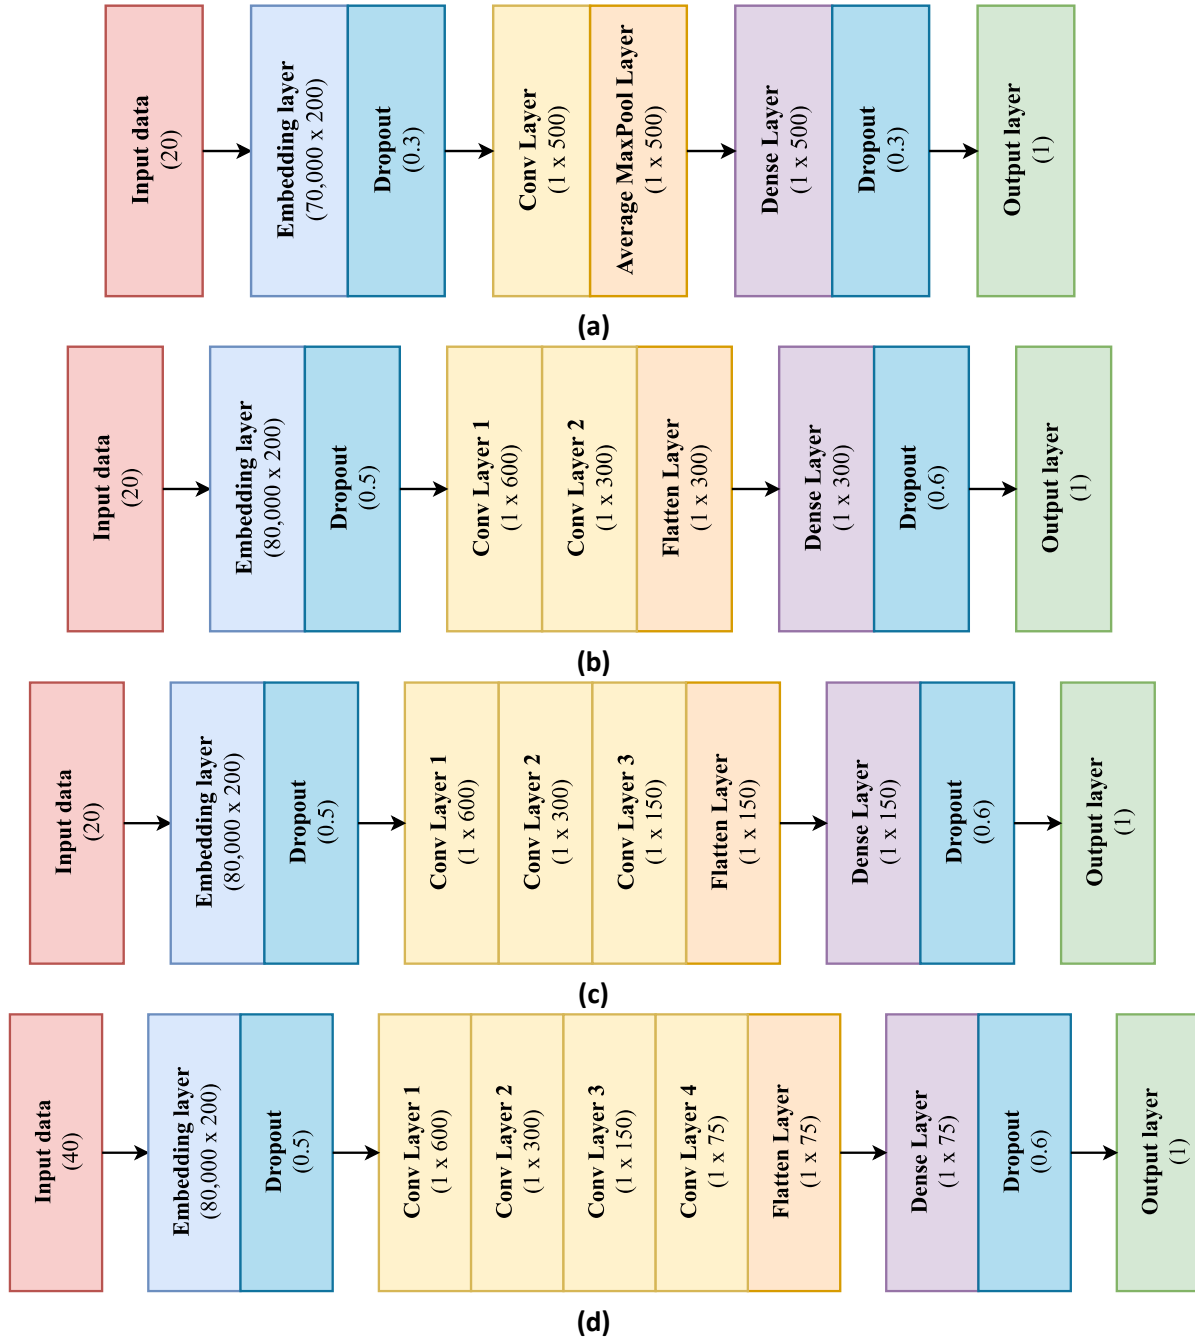 Input data
(20)
Embedding layer
(70,000 x 200)
Dropout
(0.3)
Conv Layer
(1 x 500)
Average MaxPool Layer
(1 x 500)
Dense Layer
(1 x 500)
Dropout
(0.3)
Output layer
(1)
(a)
Input data
(20)
Embedding layer
(80,000 x 200)
Dropout
(0.5)
Conv Layer 1
(1 x 600)
Conv Layer 2
(1 x 300)
Flatten Layer
(1 x 300)
Dense Layer
(1 x 300)
Dropout
(0.6)
Output layer
(1)
(b)
Input data
(20)
Embedding layer
(80,000 x 200)
Dropout
(0.5)
Conv Layer 1
(1 x 600)
Conv Layer 2
(1 x 300)
Conv Layer 3
(1 x 150)
Flatten Layer
(1 x 150)
Dense Layer
(1 x 150)
Dropout
(0.6)
Output layer
(1)
(c)
Input data
(40)
Embedding layer
(80,000 x 200)
Dropout
(0.5)
Conv Layer 1
(1 x 600)
Conv Layer 2
(1 x 300)
Conv Layer 3
(1 x 150)
Conv Layer 4
(1 x 75)
Flatten Layer
(1 x 75)
Dense Layer
(1 x 75)
Dropout
(0.6)
Output layer
(1)
(d)